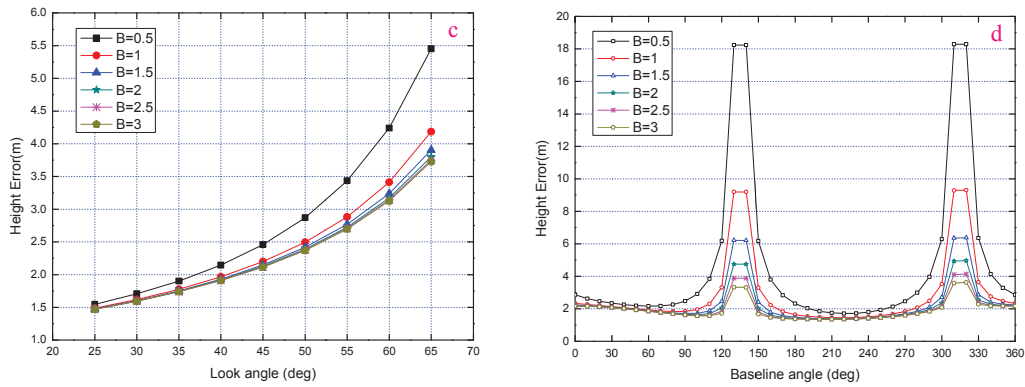 c
6.0
5.5
5.0
4.5
4.0
3.5
3.0
2.5
2.0
1.5
1.0
Height Error(m)
B=0.5
B=1
B=1.5
B=2
B=2.5
B=3
20 25 30 35 40 45 50 55 60 65 70
Look angle (deg)
d
20
18
16
14
12
10
8
6
4
2
0
Height Error(m)
B=0.5
B=1
B=1.5
B=2
B=2.5
B=3
0 30 60 90 120 150 180 210 240 270 300 330 360
Baseline angle (deg)